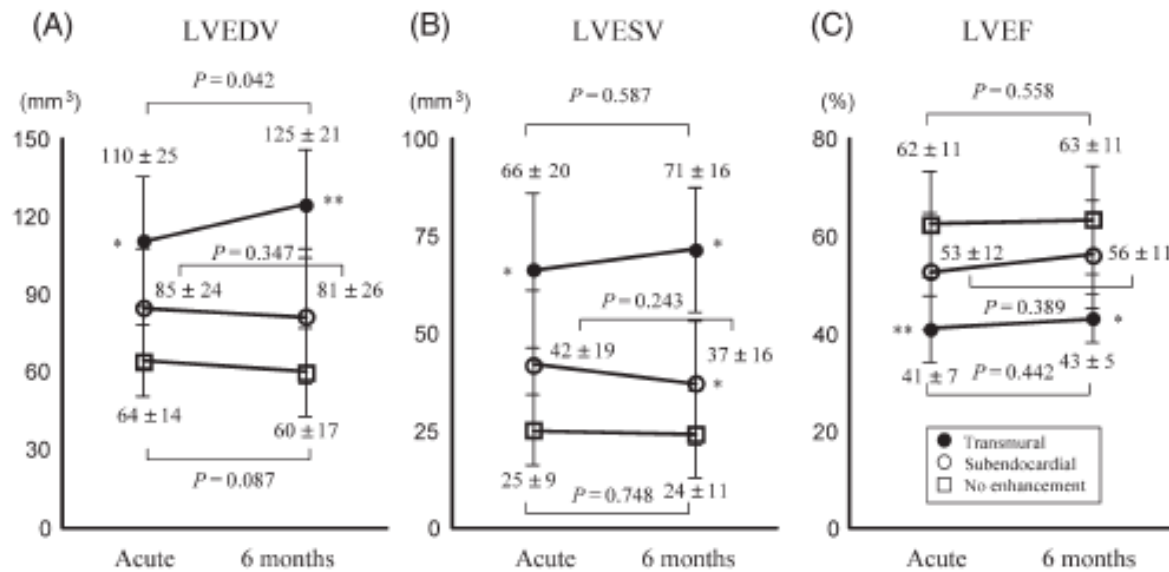 (A) LVEDV
P = 0.042
(mm³)
150
120
90
60
30
0
110 ± 25
125 ± 21
*
**
P = 0.347
85 ± 24
81 ± 26
64 ± 14
60 ± 17
P = 0.087
Acute 6 months
(B) LVESV
P = 0.587
(mm³)
100
75
50
25
0
66 ± 20
71 ± 16
*
*
P = 0.243
42 ± 19
37 ± 16
*
25 ± 9
24 ± 11
P = 0.748
Acute 6 months
(C) LVEF
P = 0.558
(%)
80
60
40
20
0
62 ± 11
63 ± 11
53 ± 12
56 ± 11
P = 0.389
**
*
41 ± 7
43 ± 5
P = 0.442
Transmural
Subendocardial
No enhancement
Acute 6 months